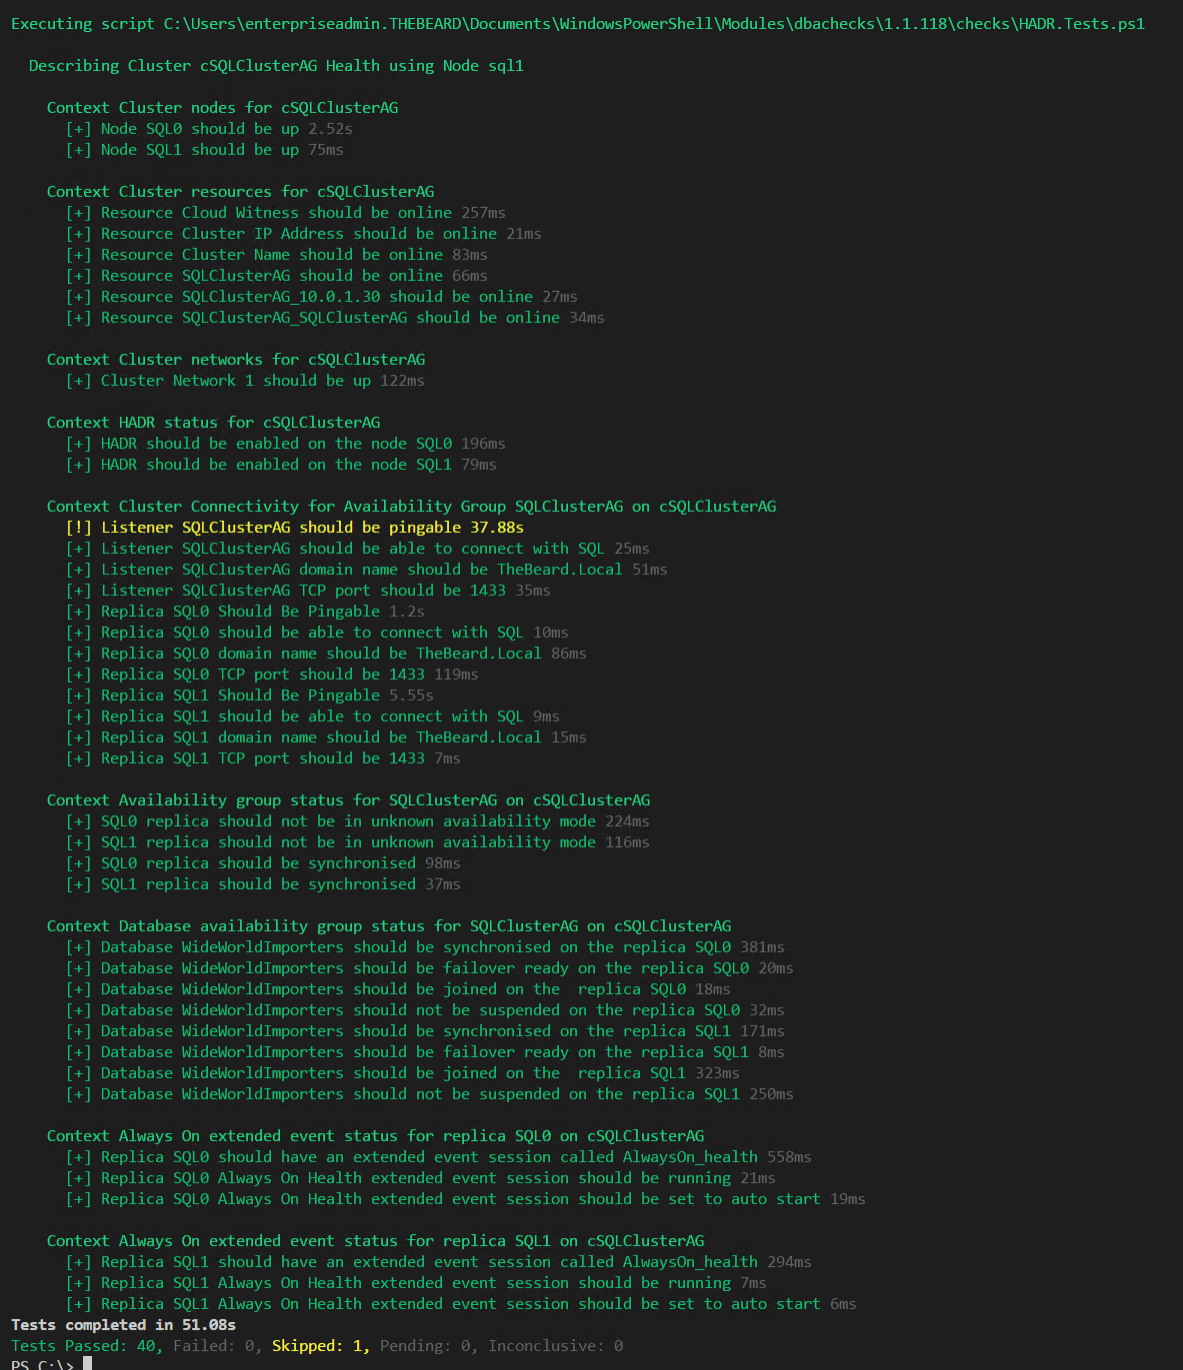 Executing script C:\Users\enterpriseadmin.THEBEARD\Documents\WindowsPowerShell\Modules\dbachecks\1.1.118\checks\HADR.Tests.ps1
Describing Cluster cSQLClusterAG Health using Node sql1
Context Cluster nodes for cSQLClusterAG
[+] Node SQL0 should be up 2.52s
[+] Node SQL1 should be up 75ms
Context Cluster resources for cSQLClusterAG
[+] Resource Cloud Witness should be online 257ms
[+] Resource Cluster IP Address should be online 21ms
[+] Resource Cluster Name should be online 83ms
[+] Resource SQLClusterAG should be online 66ms
[+] Resource SQLClusterAG_10.0.1.30 should be online 27ms
[+] Resource SQLClusterAG_SQLClusterAG should be online 34ms
Context Cluster networks for cSQLClusterAG
[+] Cluster Network 1 should be up 122ms
Context HADR status for cSQLClusterAG
[+] HADR should be enabled on the node SQL0 196ms
[+] HADR should be enabled on the node SQL1 79ms
Context Cluster Connectivity for Availability Group SQLClusterAG on cSQLClusterAG
[!] Listener SQLClusterAG should be pingable 37.88s
[+] Listener SQLClusterAG should be able to connect with SQL 25ms
[+] Listener SQLClusterAG domain name should be TheBeard.Local 51ms
[+] Listener SQLClusterAG TCP port should be 1433 35ms
[+] Replica SQL0 Should Be Pingable 1.2s
[+] Replica SQL0 should be able to connect with SQL 10ms
[+] Replica SQL0 domain name should be TheBeard.Local 86ms
[+] Replica SQL0 TCP port should be 1433 119ms
[+] Replica SQL1 Should Be Pingable 5.55s
[+] Replica SQL1 should be able to connect with SQL 9ms
[+] Replica SQL1 domain name should be TheBeard.Local 15ms
[+] Replica SQL1 TCP port should be 1433 7ms
Context Availability group status for SQLClusterAG on cSQLClusterAG
[+] SQL0 replica should not be in unknown availability mode 224ms
[+] SQL1 replica should not be in unknown availability mode 116ms
[+] SQL0 replica should be synchronised 98ms
[+] SQL1 replica should be synchronised 37ms
Context Database availability group status for SQLClusterAG on cSQLClusterAG
[+] Database WideWorldImporters should be synchronised on the replica SQL0 381ms
[+] Database WideWorldImporters should be failover ready on the replica SQL0 20ms
[+] Database WideWorldImporters should be joined on the  replica SQL0 18ms
[+] Database WideWorldImporters should not be suspended on the replica SQL0 32ms
[+] Database WideWorldImporters should be synchronised on the replica SQL1 171ms
[+] Database WideWorldImporters should be failover ready on the replica SQL1 8ms
[+] Database WideWorldImporters should be joined on the  replica SQL1 323ms
[+] Database WideWorldImporters should not be suspended on the replica SQL1 250ms
Context Always On extended event status for replica SQL0 on cSQLClusterAG
[+] Replica SQL0 should have an extended event session called AlwaysOn_health 558ms
[+] Replica SQL0 Always On Health extended event session should be running 21ms
[+] Replica SQL0 Always On Health extended event session should be set to auto start 19ms
Context Always On extended event status for replica SQL1 on cSQLClusterAG
[+] Replica SQL1 should have an extended event session called AlwaysOn_health 294ms
[+] Replica SQL1 Always On Health extended event session should be running 7ms
[+] Replica SQL1 Always On Health extended event session should be set to auto start 6ms
Tests completed in 51.08s
Tests Passed: 40, Failed: 0, Skipped: 1, Pending: 0, Inconclusive: 0
PS C:\>